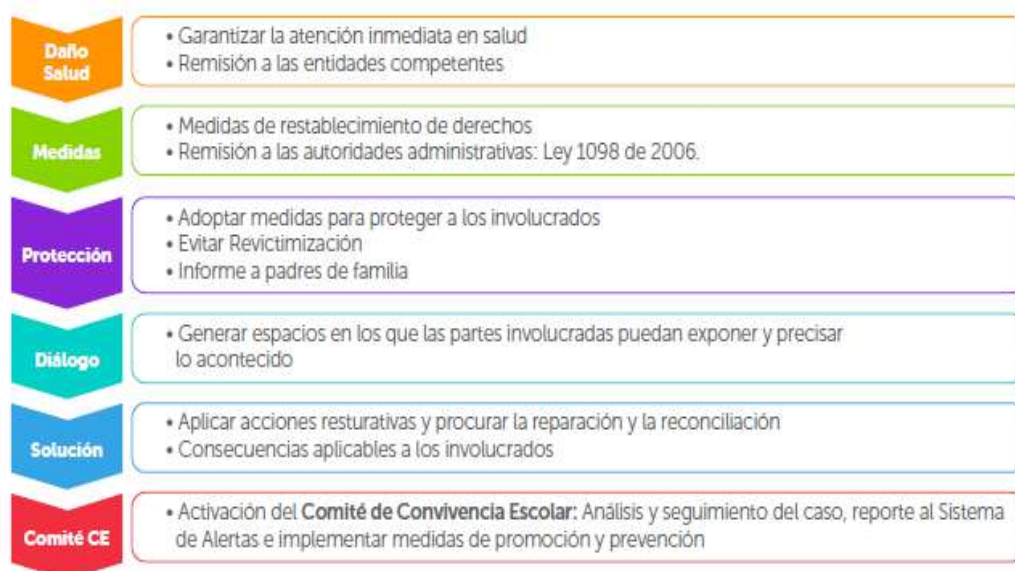 Daño
Salud
• Garantizar la atención inmediata en salud
• Remisión a las entidades competentes
Medidas
• Medidas de restablecimiento de derechos
• Remisión a las autoridades administrativas: Ley 1098 de 2006.
Protección
• Adoptar medidas para proteger a los involucrados
• Evitar Revictimización
• Informe a padres de familia
Diálogo
• Generar espacios en los que las partes involucradas puedan exponer y precisar
lo acontecido
Solución
• Aplicar acciones resturativas y procurar la reparación y la reconciliación
• Consecuencias aplicables a los involucrados
Comité CE
• Activación del Comité de Convivencia Escolar: Análisis y seguimiento del caso, reporte al Sistema
de Alertas e implementar medidas de promoción y prevención